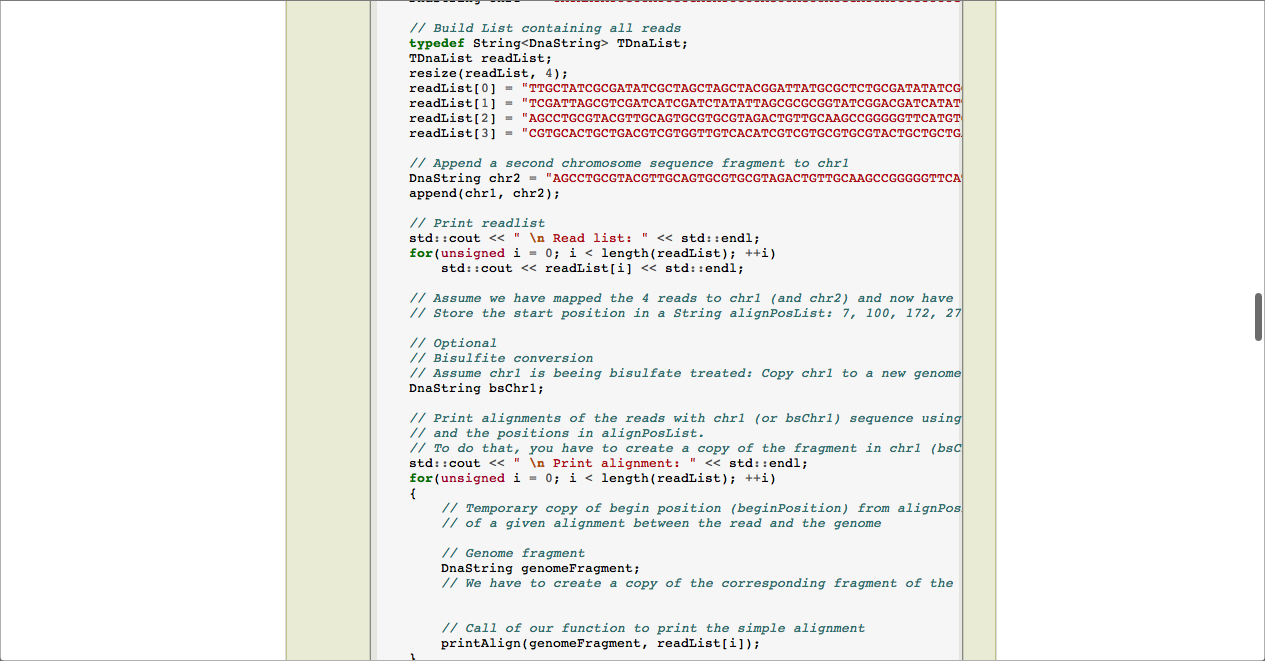 // Build List containing all reads
typedef String<DnaString> TDnaList;
TDnaList readList;
resize(readList, 4);
readList[0] = "TTGCTATCGCGATATCGCTAGCTAGCTACGGATTATGCGCTCTGCGATATATCG
readList[1] = "TCGATTAGCGTCGATCATCGATCTATATTAGCGCGCGGTATCGGACGATCATAT
readList[2] = "AGCCTGCGTACGTTGCAGTGCGTGCGTAGACTGTTGCAAGCCGGGGGTTCATGT
readList[3] = "CGTGCACTGCTGACGTCGTGGTTGTCACATCGTCGTGCGTGCGTACTGCTGCTG
// Append a second chromosome sequence fragment to chr1
DnaString chr2 = "AGCCTGCGTACGTTGCAGTGCGTGCGTAGACTGTTGCAAGCCGGGGGTTCA
append(chr1, chr2);
// Print readlist
std::cout << " \n Read list: " << std::endl;
for(unsigned i = 0; i < length(readList); ++i)
std::cout << readList[i] << std::endl;
// Assume we have mapped the 4 reads to chr1 (and chr2) and now have
// Store the start position in a String alignPosList: 7, 100, 172, 27
// Optional
// Bisulfite conversion
// Assume chr1 is beeing bisulfate treated: Copy chr1 to a new genome
DnaString bsChr1;
// Print alignments of the reads with chr1 (or bsChr1) sequence using
// and the positions in alignPosList.
// To do that, you have to create a copy of the fragment in chr1 (bsC
std::cout << " \n Print alignment: " << std::endl;
for(unsigned i = 0; i < length(readList); ++i)
{
// Temporary copy of begin position (beginPosition) from alignPos
// of a given alignment between the read and the genome
// Genome fragment
DnaString genomeFragment;
// We have to create a copy of the corresponding fragment of the
// Call of our function to print the simple alignment
printAlign(genomeFragment, readList[i]);
}